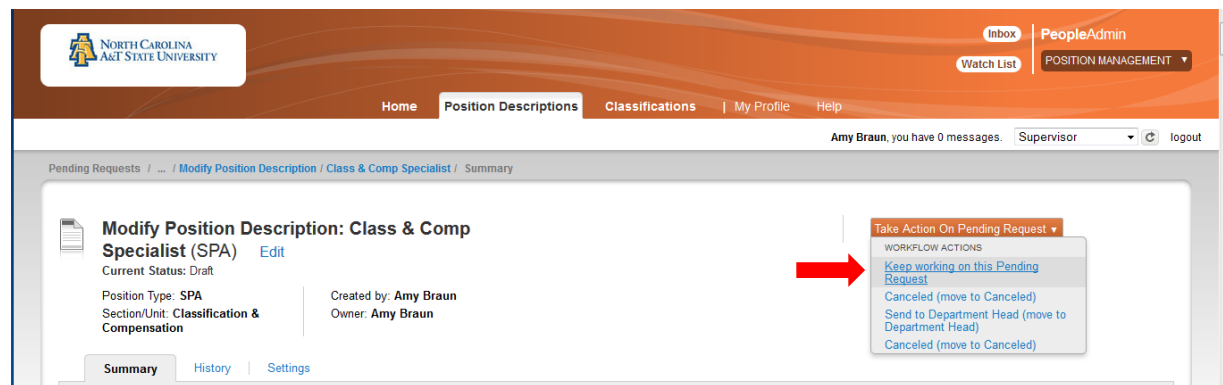 NORTH CAROLINA
A&T STATE UNIVERSITY
Inbox
PeopleAdmin
Watch List
POSITION MANAGEMENT
Home Position Descriptions Classifications | My Profile Help
Amy Braun, you have 0 messages. Supervisor logout
Pending Requests / ... / Modify Position Description / Class & Comp Specialist / Summary
Modify Position Description: Class & Comp
Specialist (SPA) Edit
Current Status: Draft
Position Type: SPA
Section/Unit: Classification &
Compensation
Created by: Amy Braun
Owner: Amy Braun
Take Action On Pending Request
WORKFLOW ACTIONS
Keep working on this Pending
Request
Canceled (move to Canceled)
Send to Department Head (move to
Department Head)
Canceled (move to Canceled)
Summary History Settings